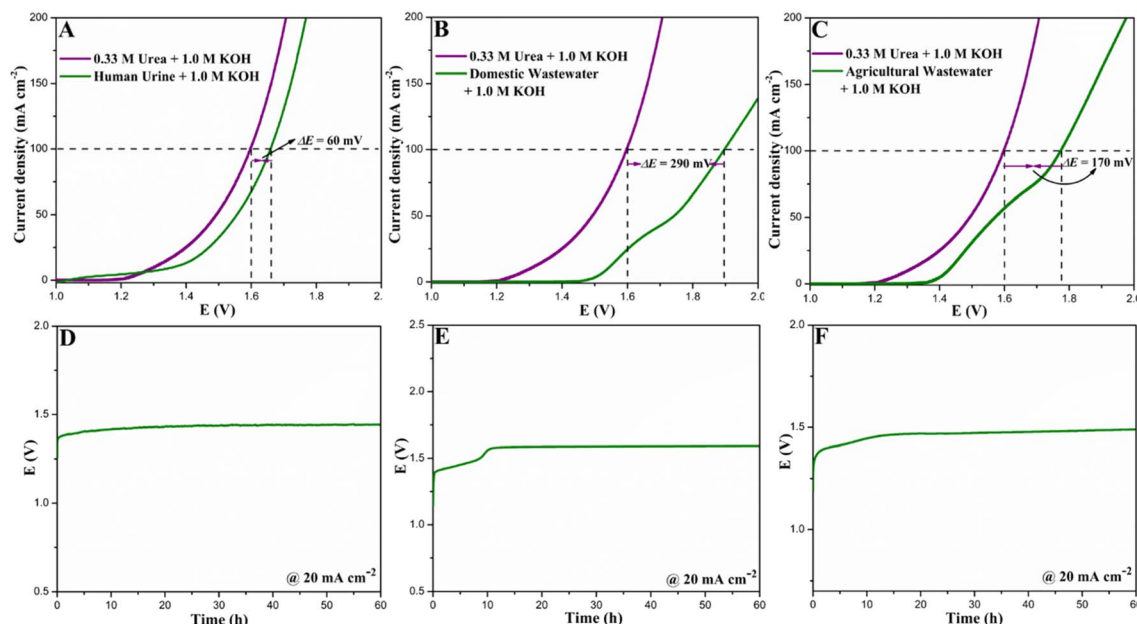 A
0.33 M Urea + 1.0 M KOH
Human Urine + 1.0 M KOH
ΔE = 60 mV
Current density (mA cm⁻²)
200
150
100
50
0
1.0 1.2 1.4 1.6 1.8 2.
E (V)
B
0.33 M Urea + 1.0 M KOH
Domestic Wastewater
+ 1.0 M KOH
ΔE = 290 mV
Current density (mA cm⁻²)
200
150
100
50
0
1.0 1.2 1.4 1.6 1.8 2.0
E (V)
C
0.33 M Urea + 1.0 M KOH
Agricultural Wastewater
+ 1.0 M KOH
ΔE = 170 mV
Current density (mA cm⁻²)
200
150
100
50
0
1.0 1.2 1.4 1.6 1.8 2.0
E (V)
D
E (V)
2.0
1.5
1.0
0.5
@ 20 mA cm⁻²
0 10 20 30 40 50 60
Time (h)
E
E (V)
2.5
2.0
1.5
1.0
0.5
@ 20 mA cm⁻²
0 10 20 30 40 50 60
Time (h)
F
E (V)
2.0
1.5
1.0
@ 20 mA cm⁻²
0 10 20 30 40 50 60
Time (h)